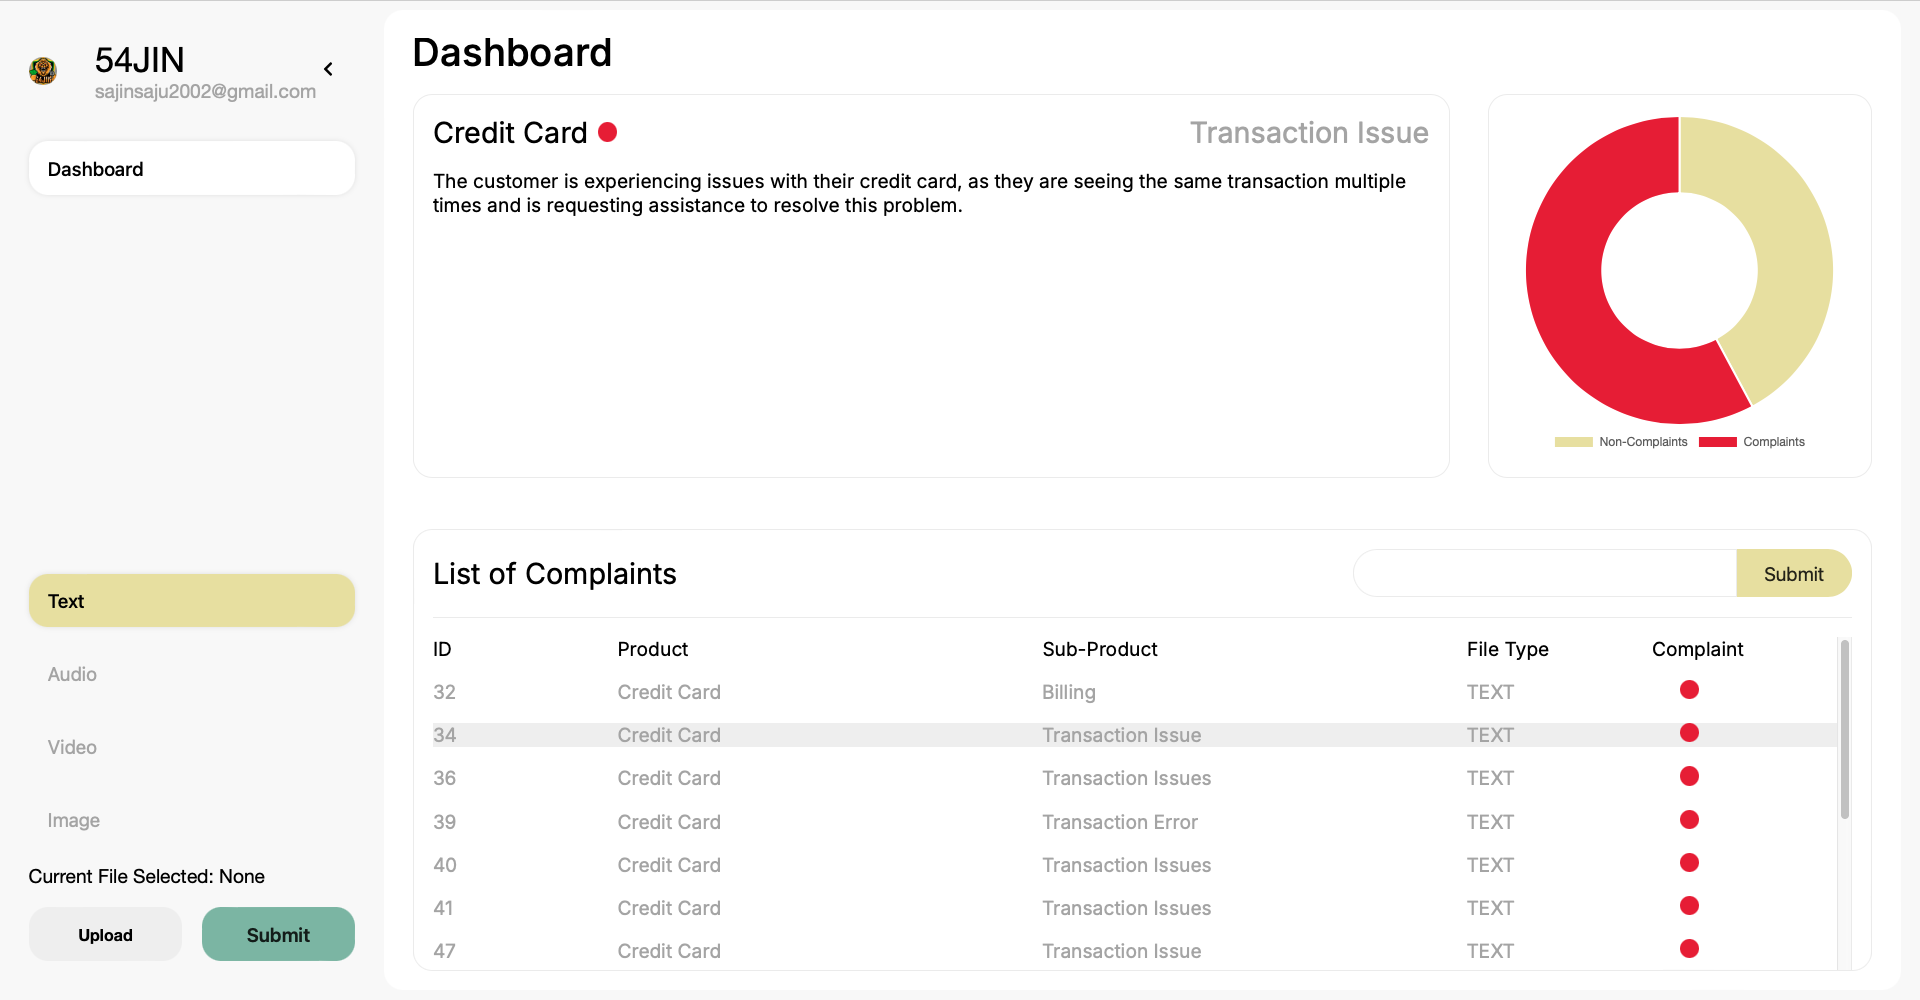 54JIN
sajinsaju2002@gmail.com
Dashboard
Text
Audio
Video
Image
Current File Selected: None
Upload
Submit
Dashboard
Credit Card
Transaction Issue
The customer is experiencing issues with their credit card, as they are seeing the same transaction multiple
times and is requesting assistance to resolve this problem.
Non-Complaints
Complaints
List of Complaints
Submit
ID Product Sub-Product File Type Complaint
32 Credit Card Billing TEXT
34 Credit Card Transaction Issue TEXT
36 Credit Card Transaction Issues TEXT
39 Credit Card Transaction Error TEXT
40 Credit Card Transaction Issues TEXT
41 Credit Card Transaction Issues TEXT
47 Credit Card Transaction Issue TEXT